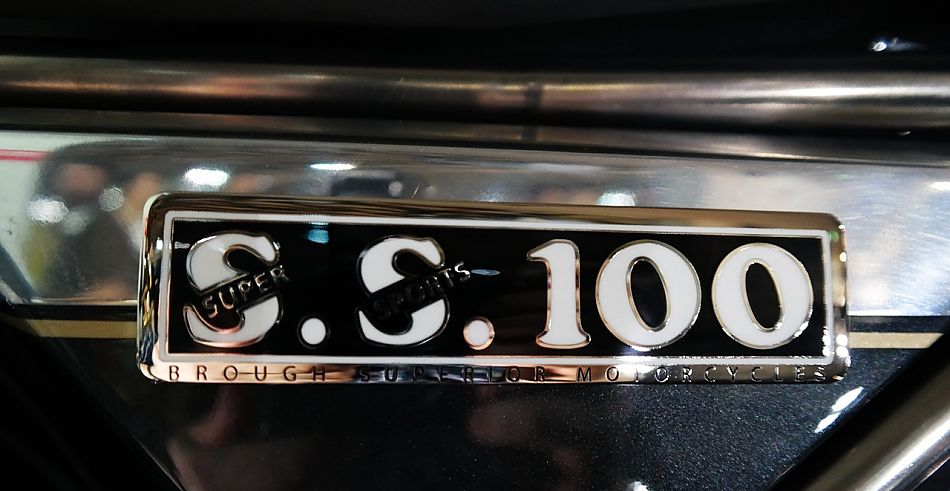 S.S.100
SUPER SPORTS
BROUGH SUPERIOR MOTORCYCLES